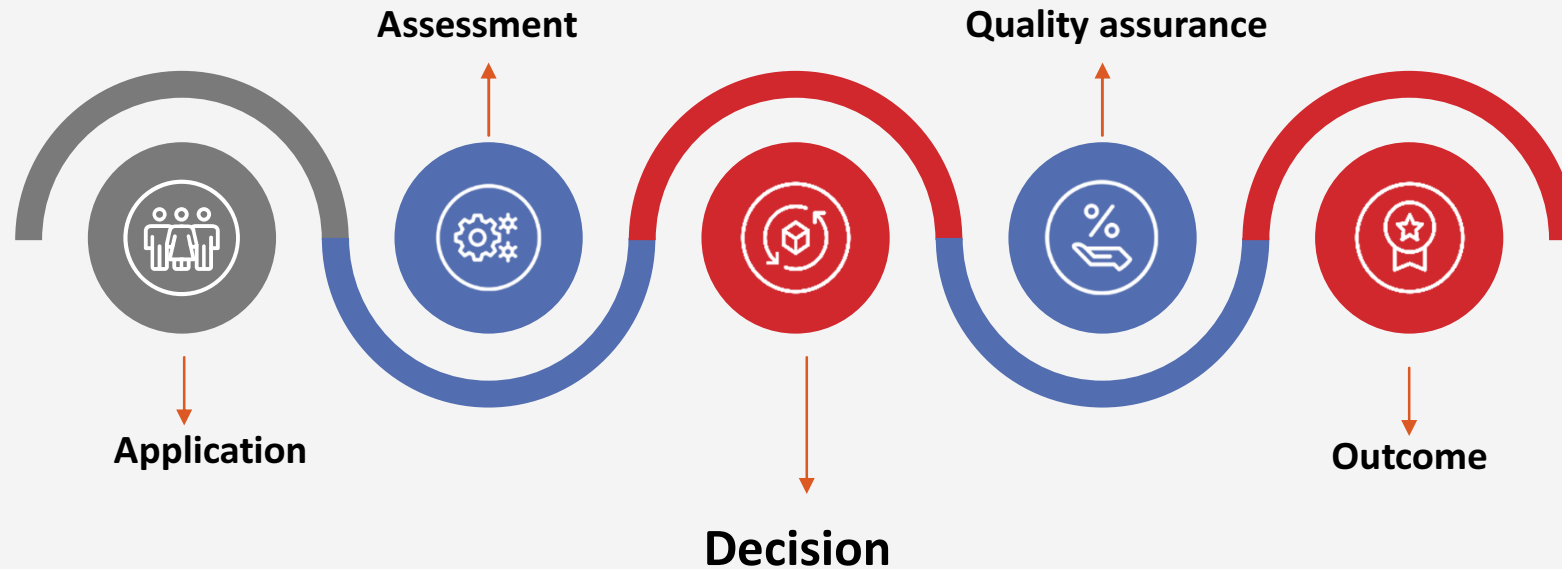 Assessment
Quality assurance
Application
Outcome
Decision